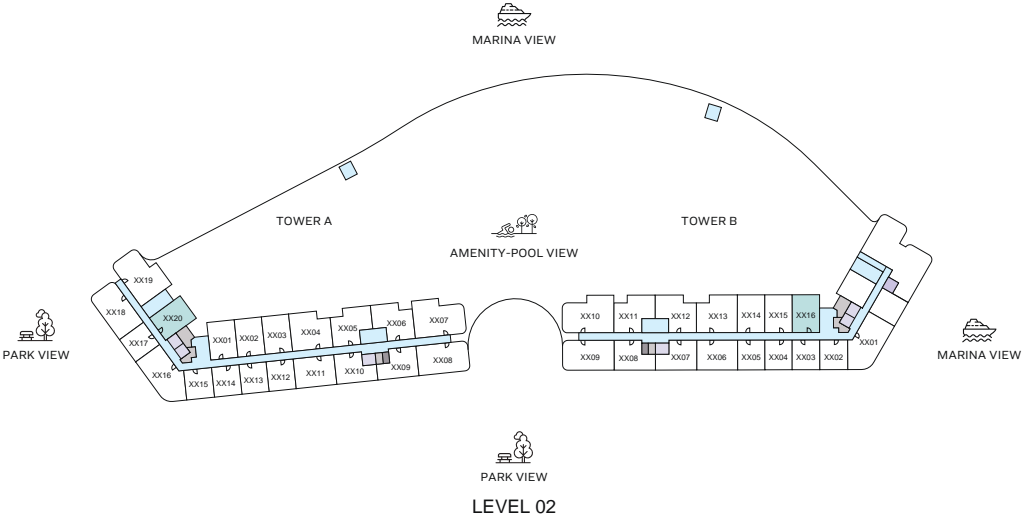 MARINA VIEW
TOWER A
TOWER B
AMENITY-POOL VIEW
XX19
XX18
XX20
XX17
XX16
XX15
XX14
XX13
XX12
XX11
XX10
XX09
XX08
XX01
XX02
XX03
XX04
XX05
XX06
XX07
XX10
XX11
XX12
XX13
XX14
XX15
XX16
XX09
XX08
XX07
XX06
XX05
XX04
XX03
XX02
XX01
PARK VIEW
MARINA VIEW
PARK VIEW
LEVEL 02